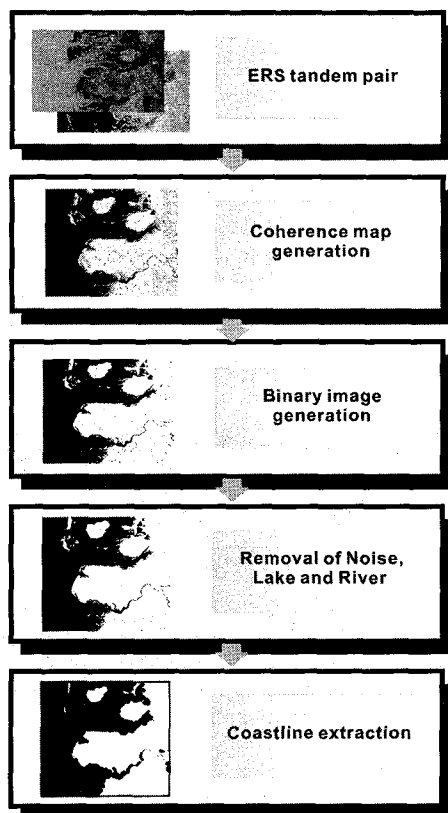 ERS tandem pair
Coherence map
generation
Binary image
generation
Removal of Noise,
Lake and River
Coastline extraction